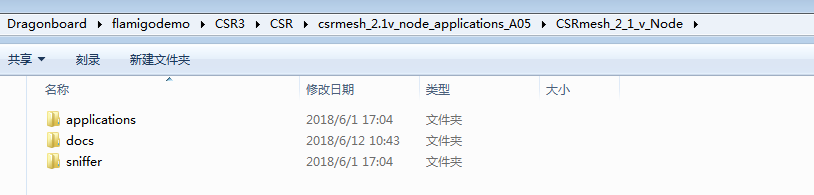 Dragonboard ▸ flamigodemo ▸ CSR3 ▸ CSR ▸ csrmesh_2.1v_node_applications_A05 ▸ CSRmesh_2_1_v_Node ▸
共享 ▼ 刻录 新建文件夹
名称 修改日期 类型 大小
applications 2018/6/1 17:04 文件夹
docs 2018/6/12 10:43 文件夹
sniffer 2018/6/1 17:04 文件夹